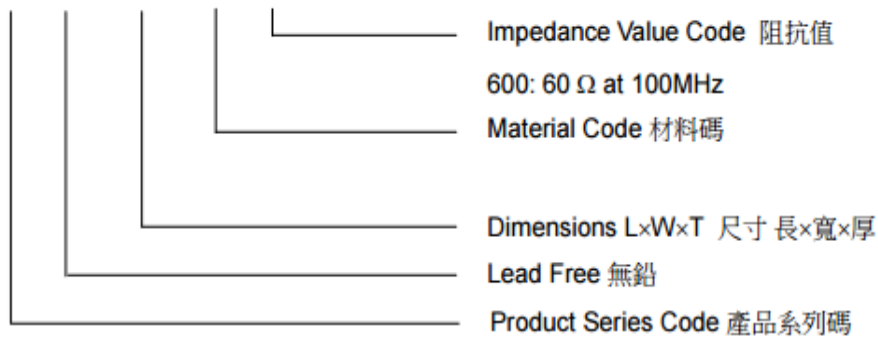 Impedance Value Code 阻抗值
600: 60 Ω at 100MHz
Material Code 材料碼
Dimensions L×W×T 尺寸 長×寬×厚
Lead Free 無鉛
Product Series Code 產品系列碼